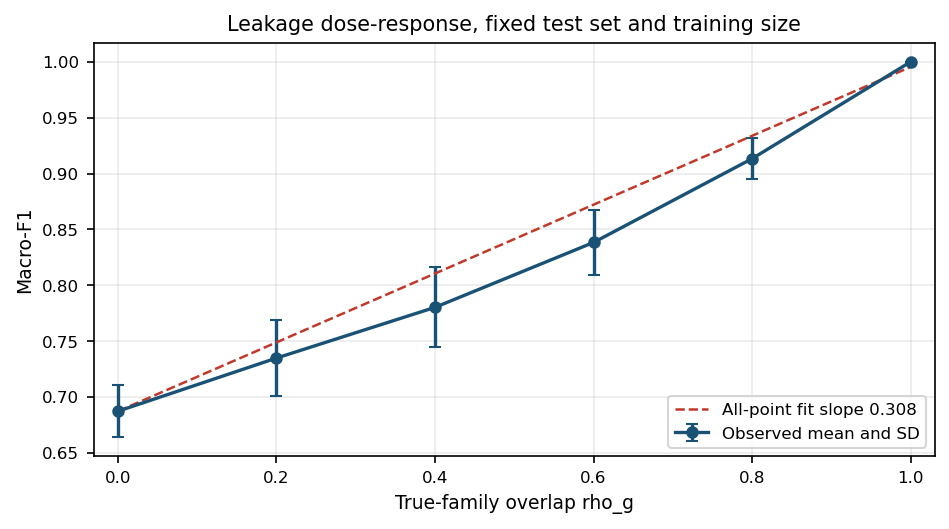 Leakage dose-response, fixed test set and training size
Macro-F1
1.00
0.95
0.90
0.85
0.80
0.75
0.70
0.65
All-point fit slope 0.308
Observed mean and SD
0.0 0.2 0.4 0.6 0.8 1.0
True-family overlap rho_g